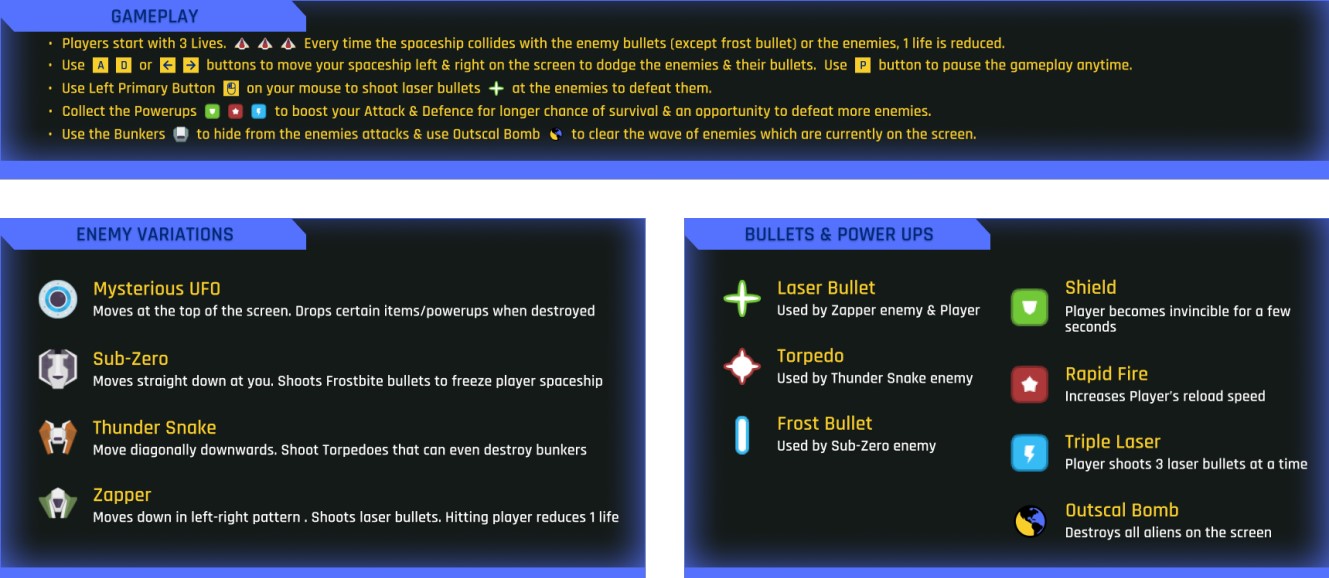 GAMEPLAY
• Players start with 3 Lives. Every time the spaceship collides with the enemy bullets (except frost bullet) or the enemies, 1 life is reduced.
• Use A D or ← → buttons to move your spaceship left & right on the screen to dodge the enemies & their bullets. Use P button to pause the gameplay anytime.
• Use Left Primary Button on your mouse to shoot laser bullets at the enemies to defeat them.
• Collect the Powerups to boost your Attack & Defence for longer chance of survival & an opportunity to defeat more enemies.
• Use the Bunkers to hide from the enemies attacks & use Outscal Bomb to clear the wave of enemies which are currently on the screen.
ENEMY VARIATIONS
Mysterious UFO
Moves at the top of the screen. Drops certain items/powerups when destroyed
Sub-Zero
Moves straight down at you. Shoots Frostbite bullets to freeze player spaceship
Thunder Snake
Move diagonally downwards. Shoot Torpedoes that can even destroy bunkers
Zapper
Moves down in left-right pattern . Shoots laser bullets. Hitting player reduces 1 life
BULLETS & POWER UPS
Laser Bullet
Used by Zapper enemy & Player
Torpedo
Used by Thunder Snake enemy
Frost Bullet
Used by Sub-Zero enemy
Shield
Player becomes invincible for a few
seconds
Rapid Fire
Increases Player's reload speed
Triple Laser
Player shoots 3 laser bullets at a time
Outscal Bomb
Destroys all aliens on the screen